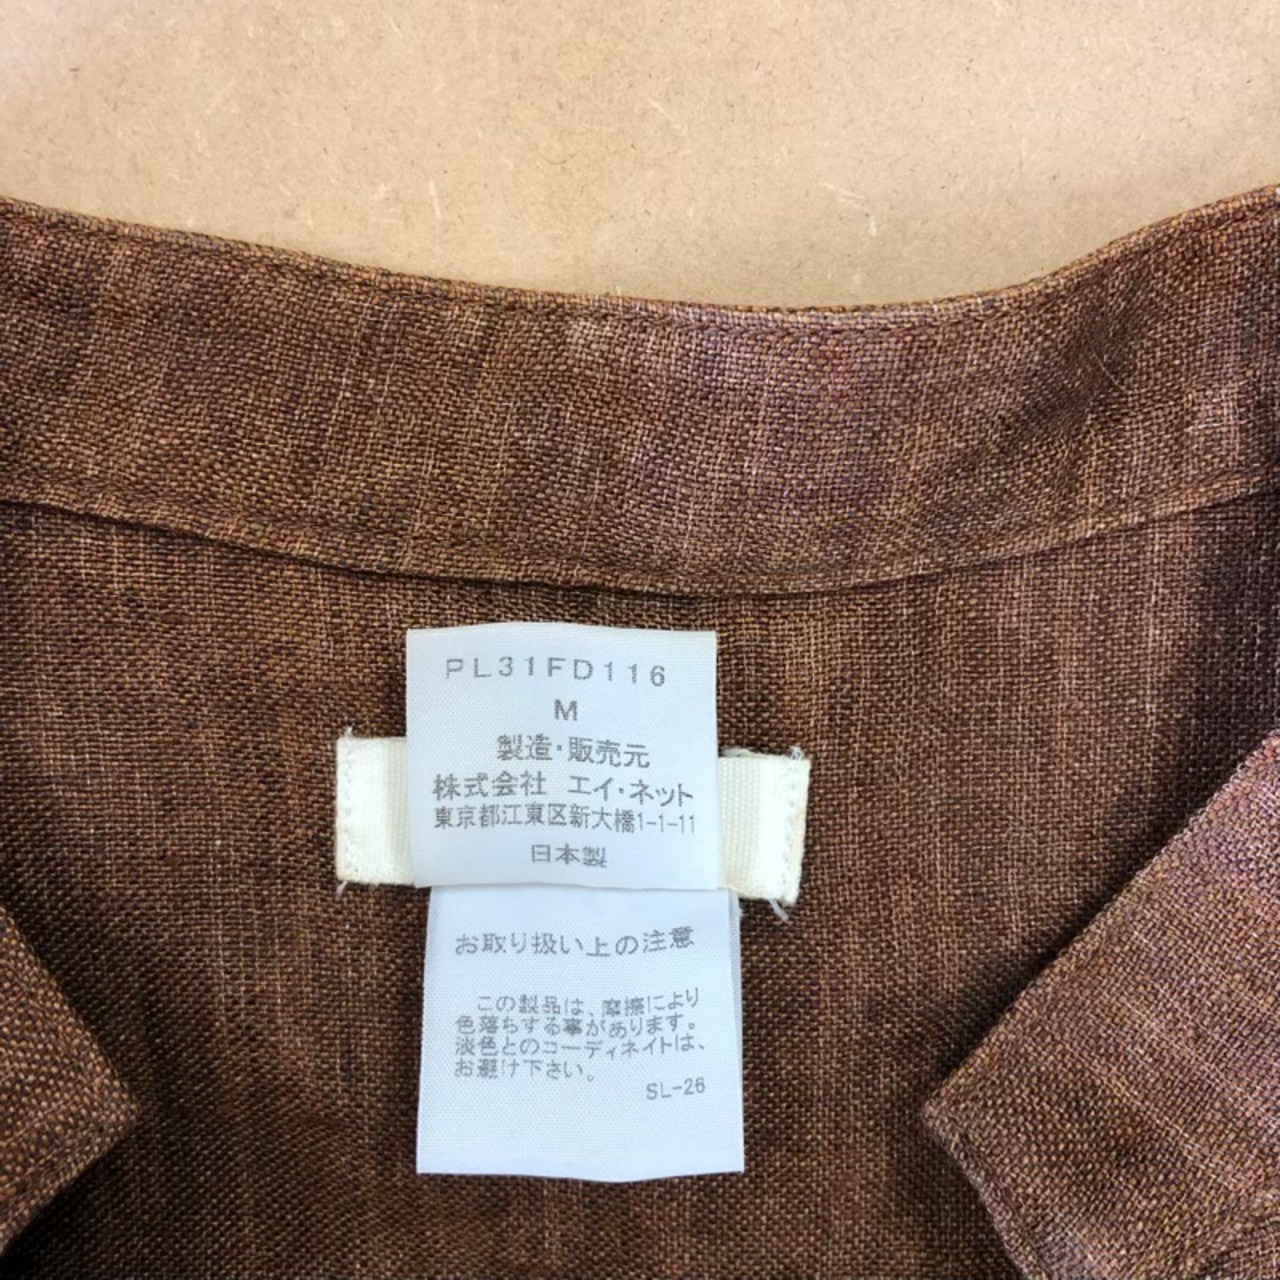 PL31FD116
M
製造・販売元
株式会社 エイ・ネット
東京都江東区新大橋1-1-11
日本製
お取り扱い上の注意
この製品は、摩擦により
色落ちする事があります。
淡色とのコーディネイトは、
お避け下さい。
SL-26